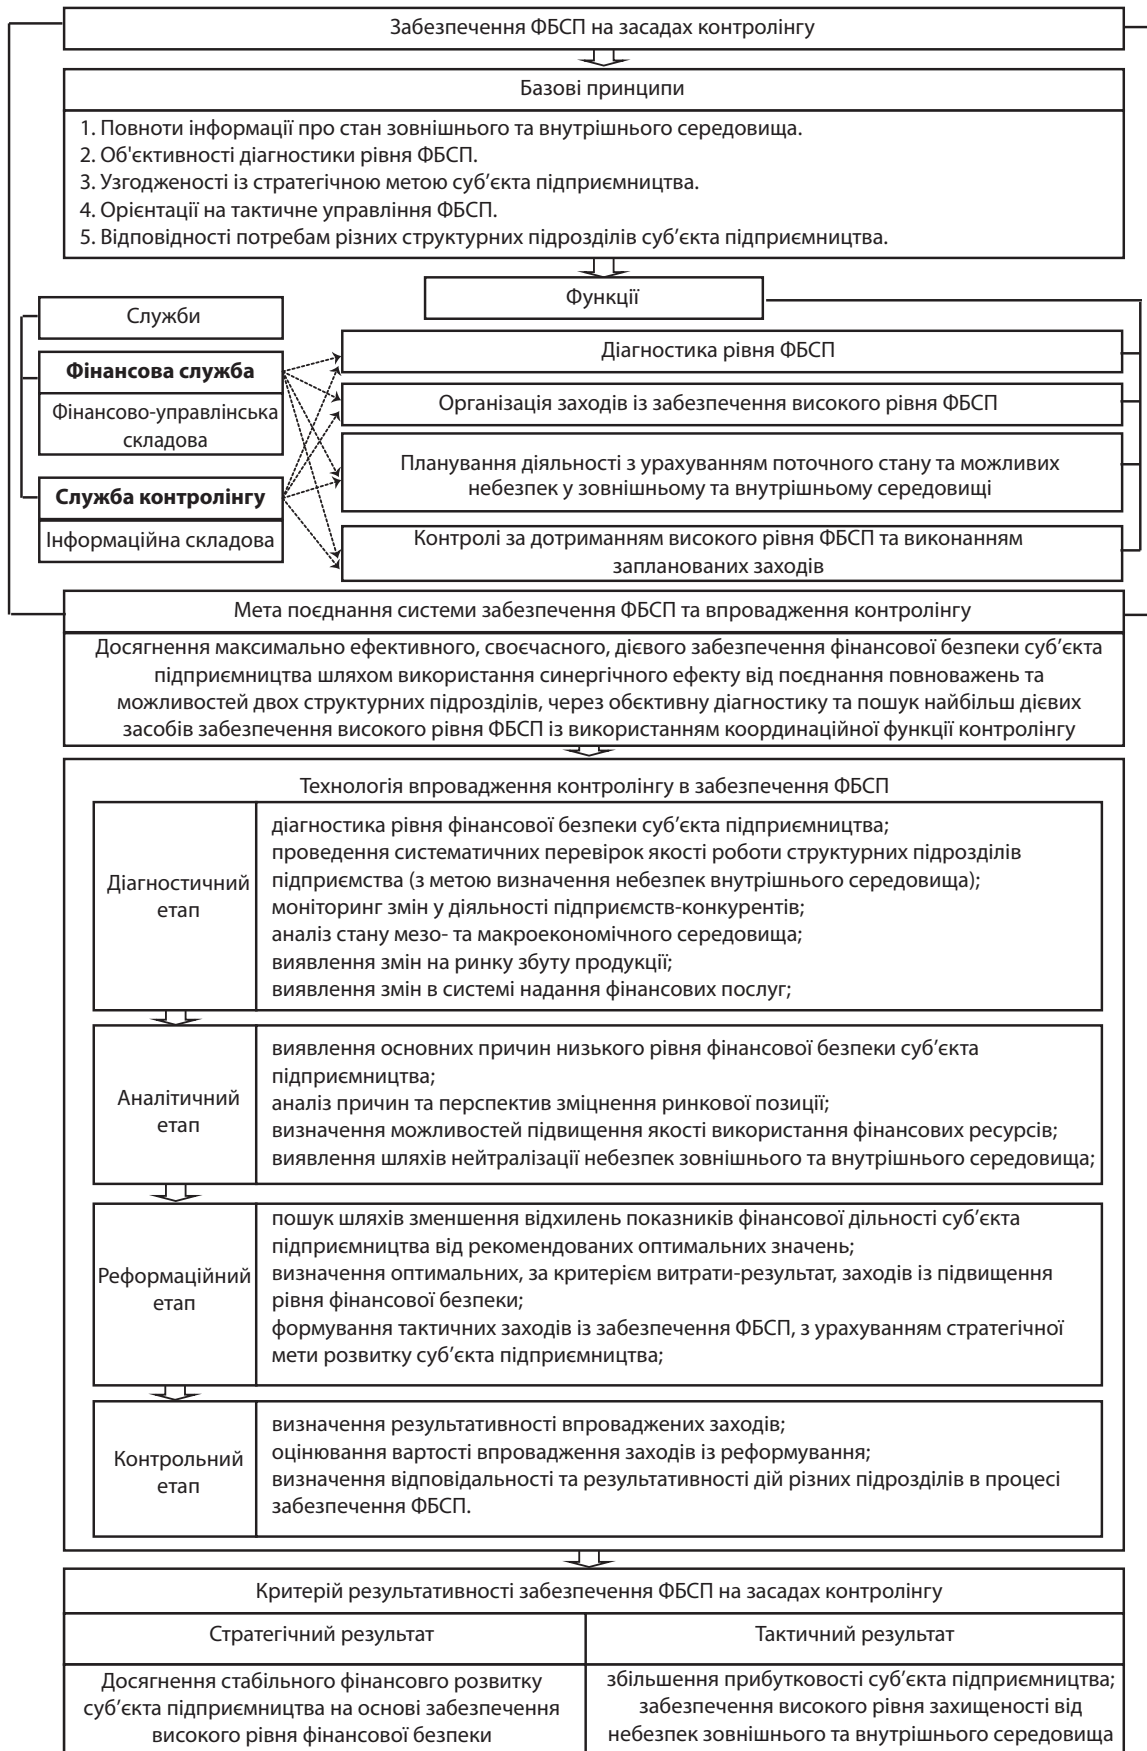 Забезпечення ФБСП на засадах контролінгу
Базові принципи
1. Повноти інформації про стан зовнішнього та внутрішнього середовища.
2. Об'єктивності діагностики рівня ФБСП.
3. Узгодженості із стратегічною метою суб’єкта підприємництва.
4. Орієнтації на тактичне управління ФБСП.
5. Відповідності потребам різних структурних підрозділів суб’єкта підприємництва.
Функції
Служби
Фінансова служба
Фінансово-управлінська
складова
Служба контролінгу
Інформаційна складова
Діагностика рівня ФБСП
Організація заходів із забезпечення високого рівня ФБСП
Планування діяльності з урахуванням поточного стану та можливих
небезпек у зовнішньому та внутрішньому середовищі
Контролі за дотриманням високого рівня ФБСП та виконанням
запланованих заходів
Мета поєднання системи забезпечення ФБСП та впровадження контролінгу
Досягнення максимально ефективного, своєчасного, дієвого забезпечення фінансової безпеки суб’єкта
підприємництва шляхом використання синергічного ефекту від поєднання повноважень та
можливостей двох структурних підрозділів, через обєктивну діагностику та пошук найбільш дієвих
засобів забезпечення високого рівня ФБСП із використанням координаційної функції контролінгу
Технологія впровадження контролінгу в забезпечення ФБСП
Діагностичний
етап
діагностика рівня фінансової безпеки суб’єкта підприємництва;
проведення систематичних перевірок якості роботи структурних підрозділів
підприємства (з метою визначення небезпек внутрішнього середовища);
моніторинг змін у діяльності підприємств-конкурентів;
аналіз стану мезо- та макроекономічного середовища;
виявлення змін на ринку збуту продукції;
виявлення змін в системі надання фінансових послуг;
Аналітичний
етап
виявлення основних причин низького рівня фінансової безпеки суб’єкта
підприємництва;
аналіз причин та перспектив зміцнення ринкової позиції;
визначення можливостей підвищення якості використання фінансових ресурсів;
виявлення шляхів нейтралізації небезпек зовнішнього та внутрішнього середовища;
Реформаційний
етап
пошук шляхів зменшення відхилень показників фінансової дільності суб’єкта
підприємництва від рекомендованих оптимальних значень;
визначення оптимальних, за критерієм витрати-результат, заходів із підвищення
рівня фінансової безпеки;
формування тактичних заходів із забезпечення ФБСП, з урахуванням стратегічної
мети розвитку суб’єкта підприємництва;
Контрольний
етап
визначення результативності впроваджених заходів;
оцінювання вартості впровадження заходів із реформування;
визначення відповідальності та результативності дій різних підрозділів в процесі
забезпечення ФБСП.
Критерій результативності забезпечення ФБСП на засадах контролінгу
Стратегічний результат
Досягнення стабільного фінансовго розвитку
суб’єкта підприємництва на основі забезпечення
високого рівня фінансової безпеки
Тактичний результат
збільшення прибутковості суб’єкта підприємництва;
забезпечення високого рівня захищеності від
небезпек зовнішнього та внутрішнього середовища